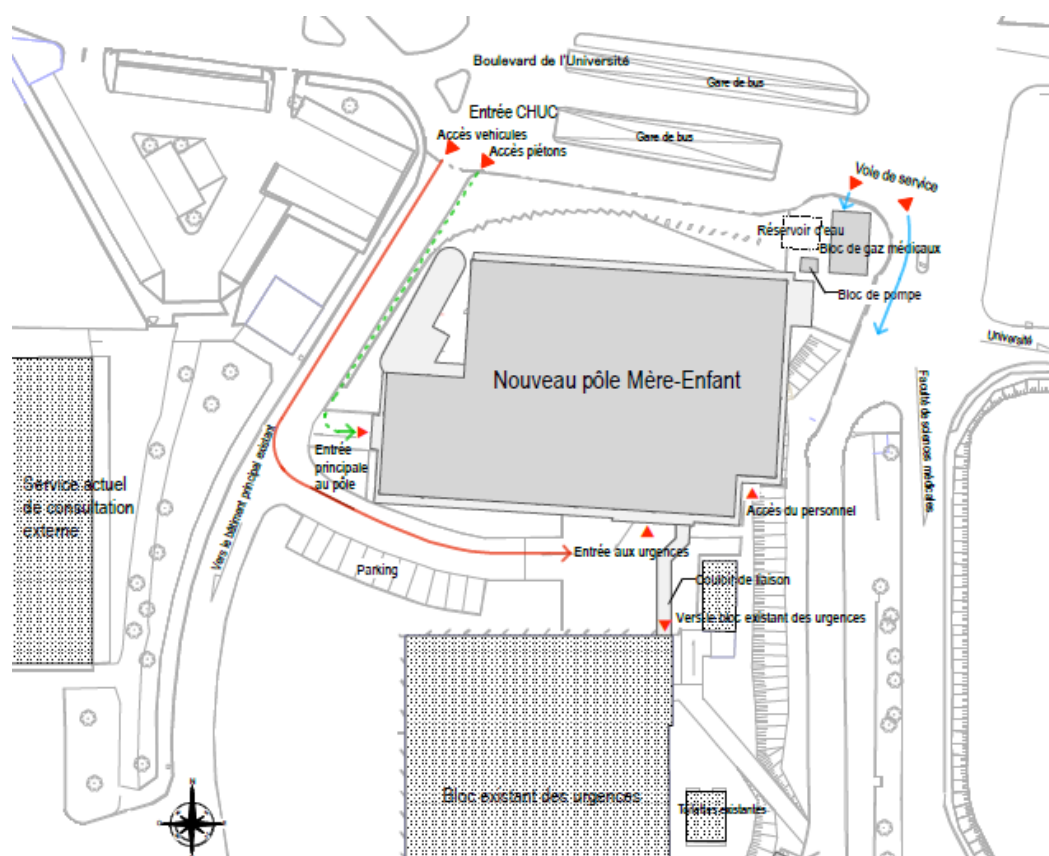 Boulevard de l'Université
Gare de bus
Entrée CHUC
Accès vehicules
Accès piétons
Gare de bus
Voie de service
Réservoir d'eau
Bloc de gaz médicaux
Bloc de pompe
Université
Faculté de sciences médicales
Nouveau pôle Mère-Enfant
Entrée
principale
au pôle
Vers le bâtiment principal existant
Service actuel
de consultation
externe
Accès du personnel
Entrée aux urgences
Parking
Couloir de liaison
Vers le bloc existant des urgences
Bloc existant des urgences
Toilettes existantes
N